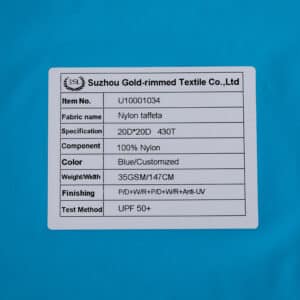 GSL Suzhou Gold-rimmed Textile Co.,Ltd
Item No. U10001034
Fabric name Nylon taffeta
Specification 20D*20D 430T
Component 100% Nylon
Color Blue/Customized
Weight/Width 35GSM/147CM
Finishing P/D+W/R+P/D+W/R+Anti-UV
Test Method UPF 50+